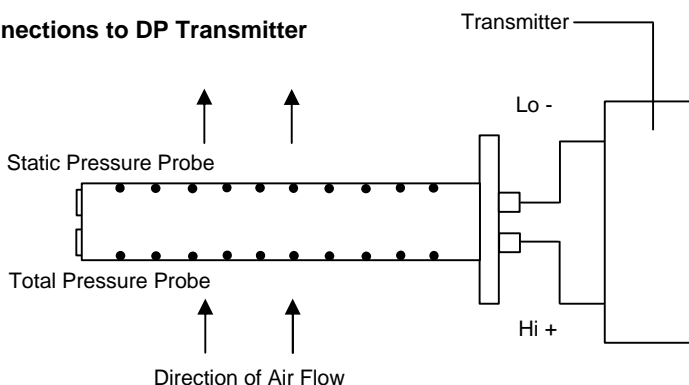 nections to DP Transmitter
Transmitter
Lo -
Static Pressure Probe
Total Pressure Probe
Hi +
Direction of Air Flow